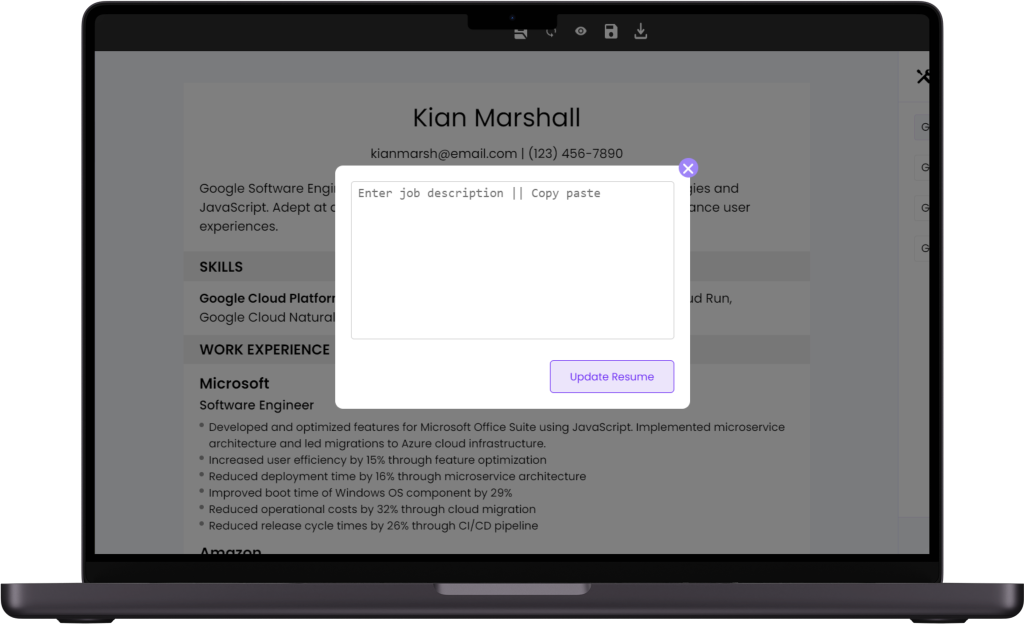 Kian Marshall
kianmarsh@email.com | (123) 456-7890
Google Software Engi
gies and
JavaScript. Adept at
ance user
experiences.
Enter job description || Copy paste
SKILLS
Google Cloud Platfor
ud Run,
Google Cloud Natural
WORK EXPERIENCE
Update Resume
Microsoft
Software Engineer
* Developed and optimized features for Microsoft Office Suite using JavaScript. Implemented microservice
architecture and led migrations to Azure cloud infrastructure.
* Increased user efficiency by 15% through feature optimization
* Reduced deployment time by 16% through microservice architecture
* Improved boot time of Windows OS component by 29%
* Reduced operational costs by 32% through cloud migration
* Reduced release cycle times by 26% through CI/CD pipeline
Amazon
G
G
G
G